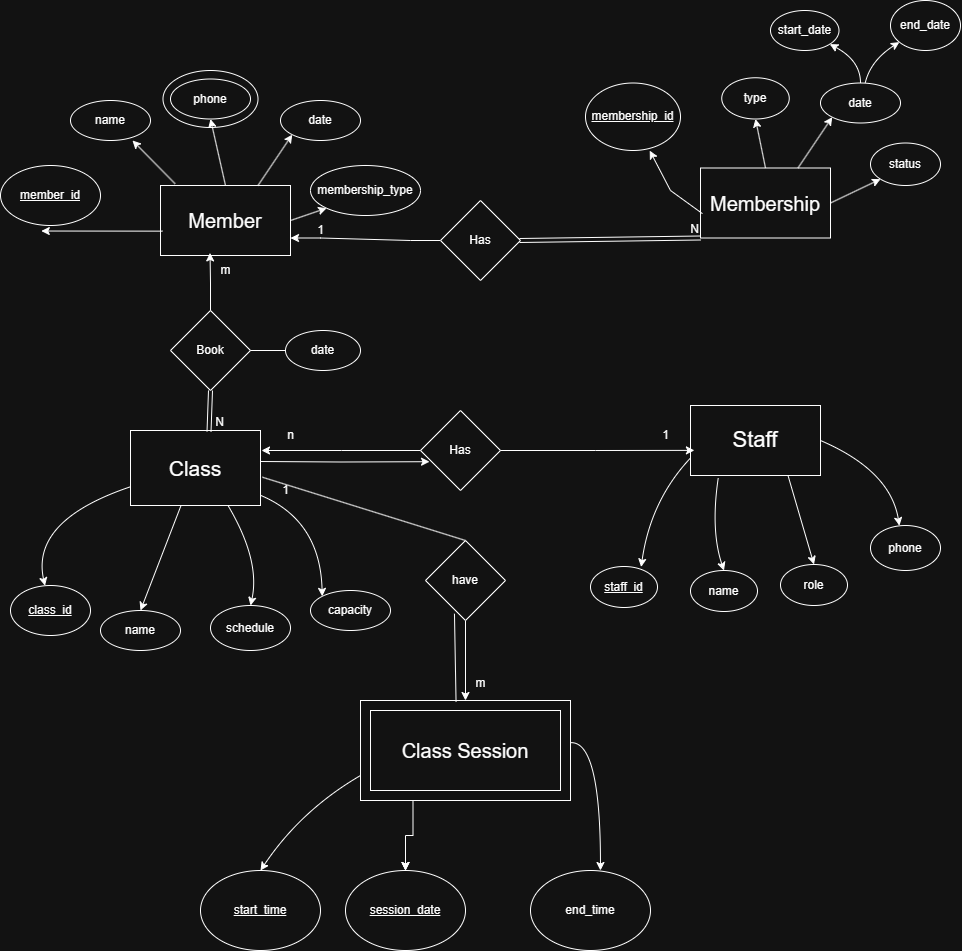 end_date
start_date
phone
type
date
name
date
membership_id
status
member_id
membership_type
Member
Membership
1
Has
N
m
Book
date
N
n
1
Has
Staff
Class
1
have
phone
staff_id
name
role
class_id
name
schedule
capacity
m
Class Session
start_time
session_date
end_time